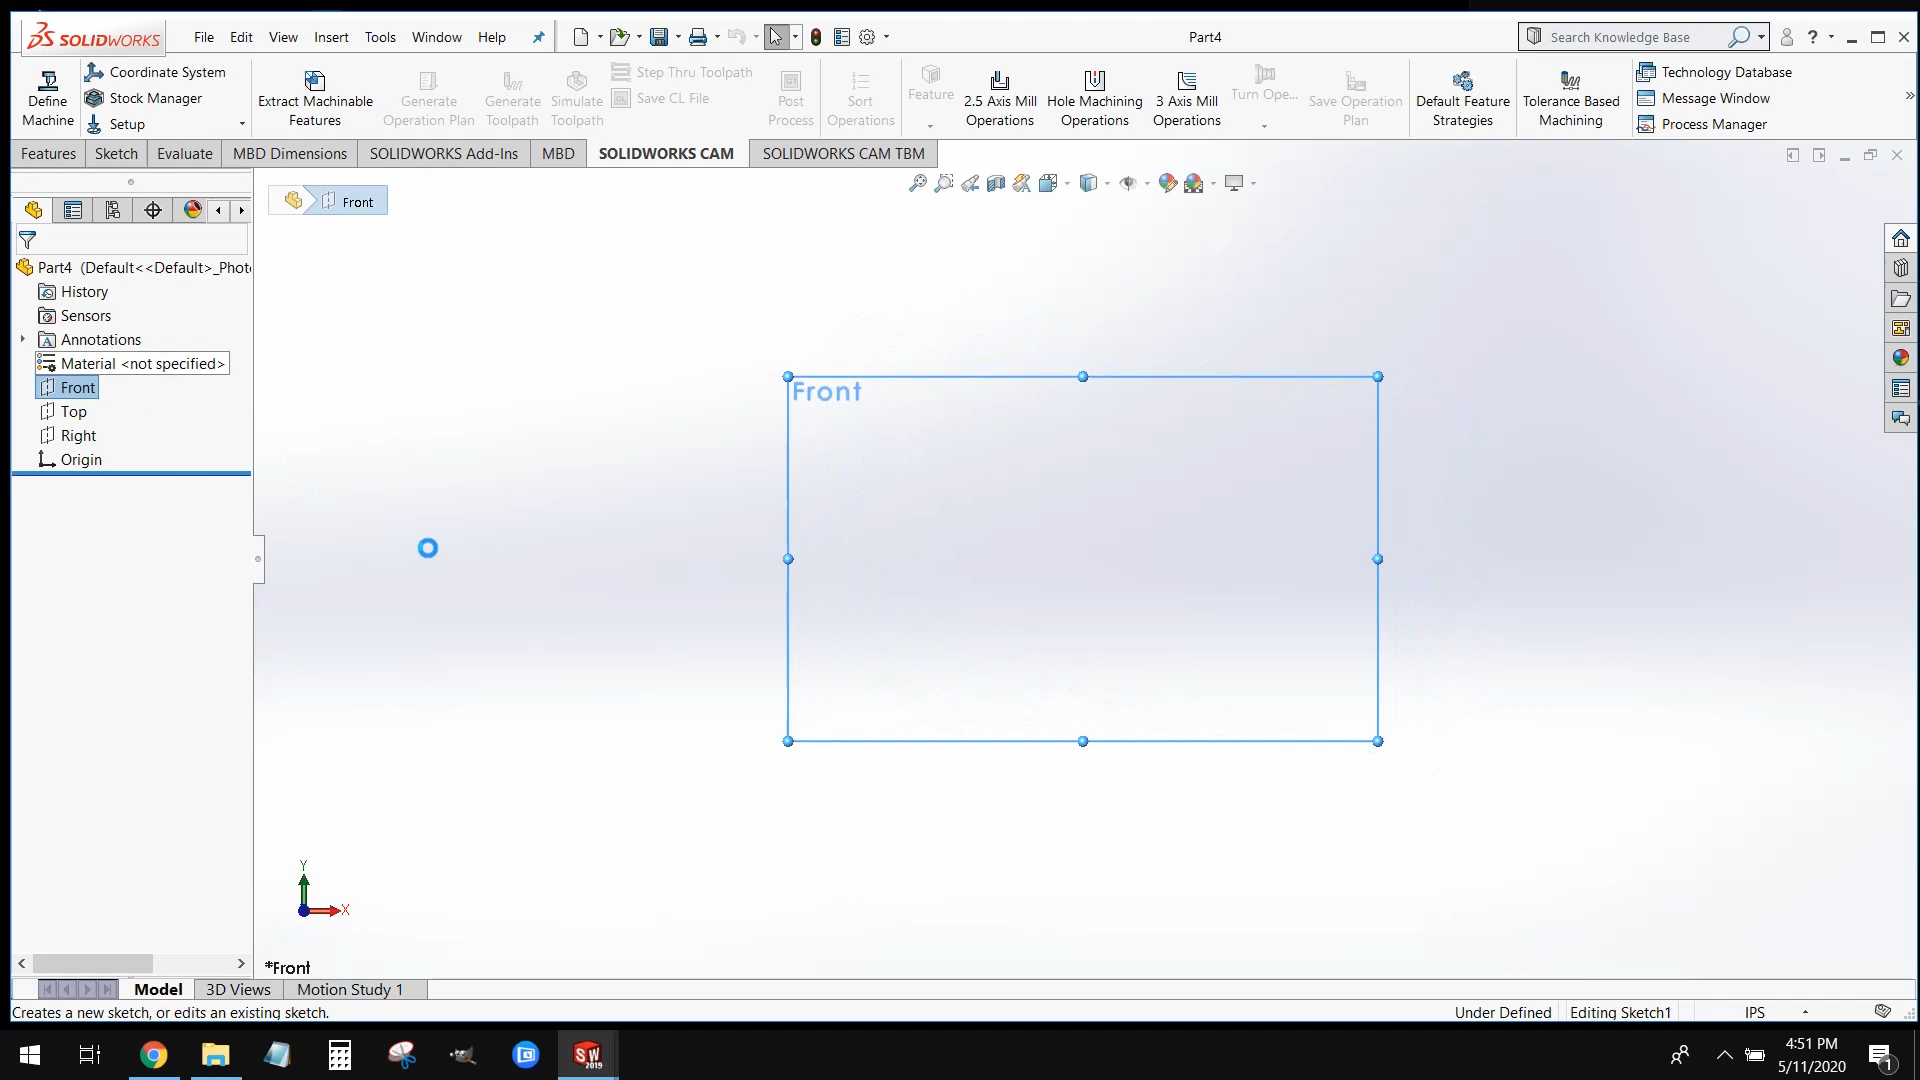 SOLIDWORKS
File Edit View Insert Tools Window Help
Part4
Search Knowledge Base
?
Define Machine
Coordinate System
Stock Manager
Setup
Extract Machinable Features
Generate Operation Plan
Generate Toolpath
Simulate Toolpath
Step Thru Toolpath
Save CL File
Post Process
Sort Operations
Feature
2.5 Axis Mill Operations
Hole Machining Operations
3 Axis Mill Operations
Turn Ope...
Save Operation Plan
Default Feature Strategies
Tolerance Based Machining
Technology Database
Message Window
Process Manager
»
Features Sketch Evaluate MBD Dimensions SOLIDWORKS Add-Ins MBD SOLIDWORKS CAM SOLIDWORKS CAM TBM
Front
Part4 (Default<<Default>_Phot
History
Sensors
Annotations
Material <not specified>
Front
Top
Right
Origin
Front
Y
X
*Front
Model 3D Views Motion Study 1
Creates a new sketch, or edits an existing sketch.
Under Defined Editing Sketch1 IPS
SW 2019
4:51 PM
5/11/2020
1